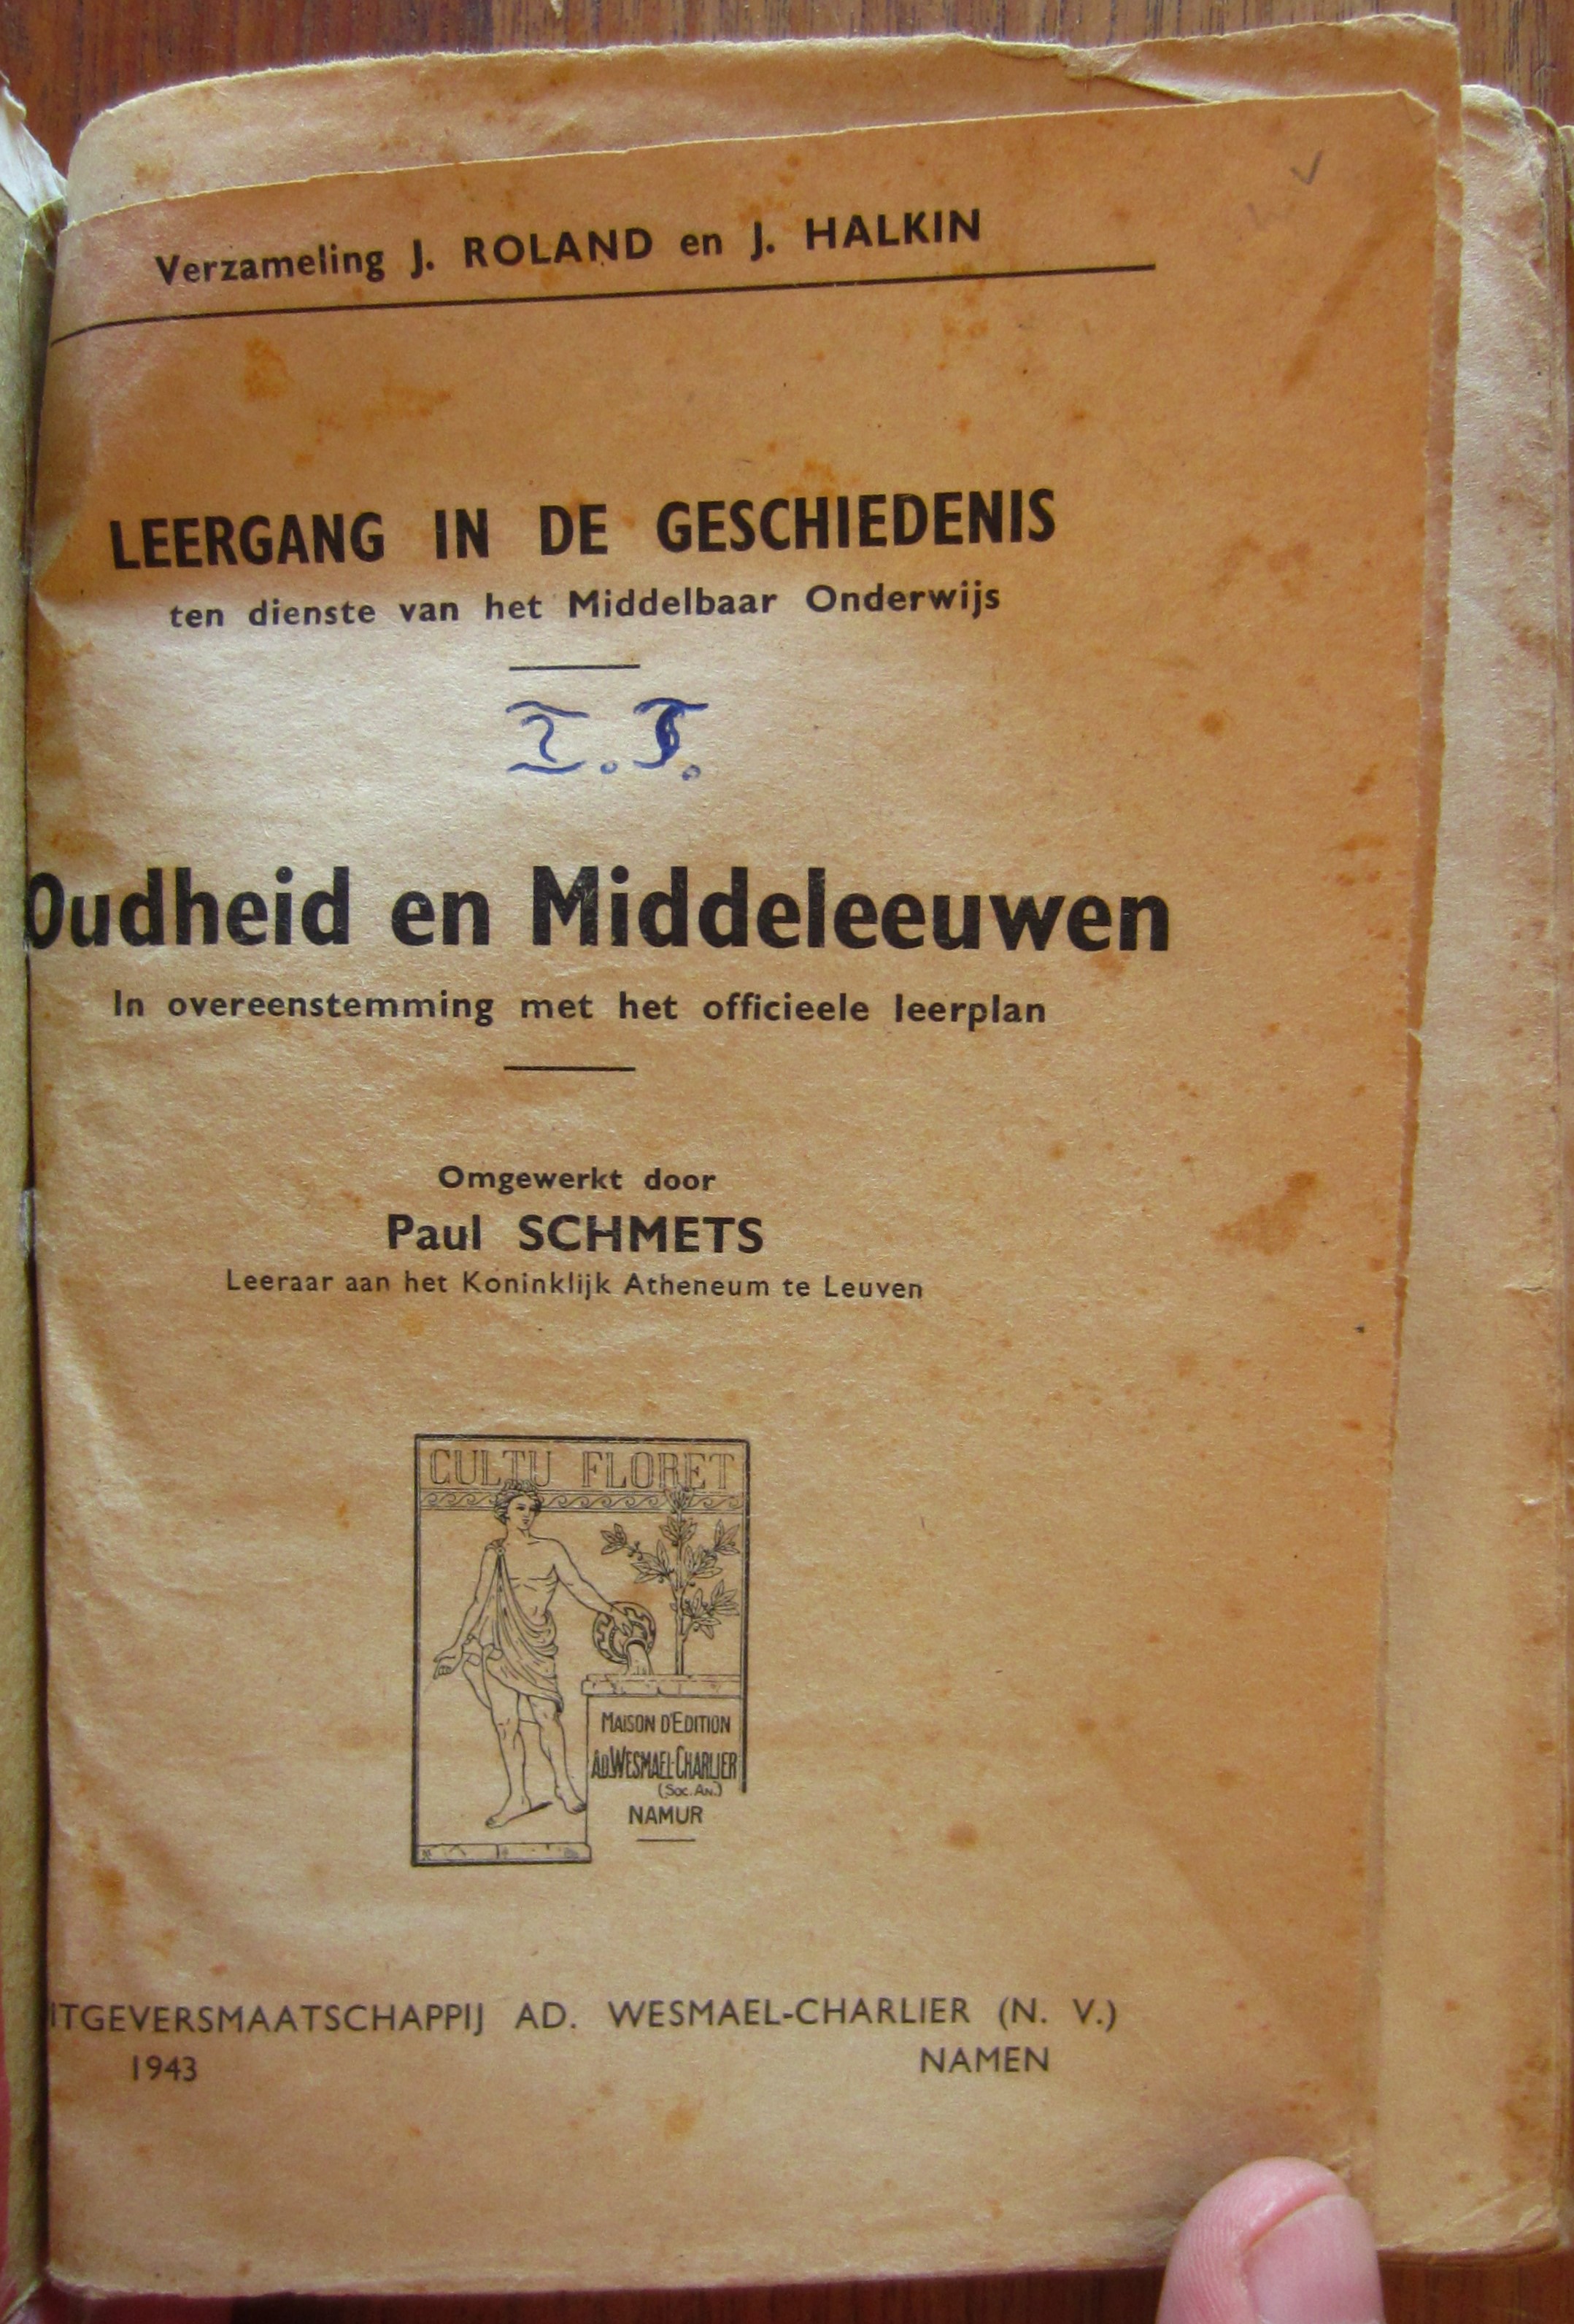 Verzameling J. ROLAND en J. HALKIN
LEERGANG IN DE GESCHIEDENIS
ten dienste van het Middelbaar Onderwijs
Oudheid en Middeleeuwen
In overeenstemming met het officieele leerplan
Omgewerkt door
Paul SCHMETS
Leeraar aan het Koninklijk Atheneum te Leuven
CULTU FLORET
MAISON D'EDITION
AD. WESMAEL-CHARLIER
(Soc. An.)
NAMUR
ITGEVERSMAATSCHAPPIJ AD. WESMAEL-CHARLIER (N. V.)
1943 NAMEN